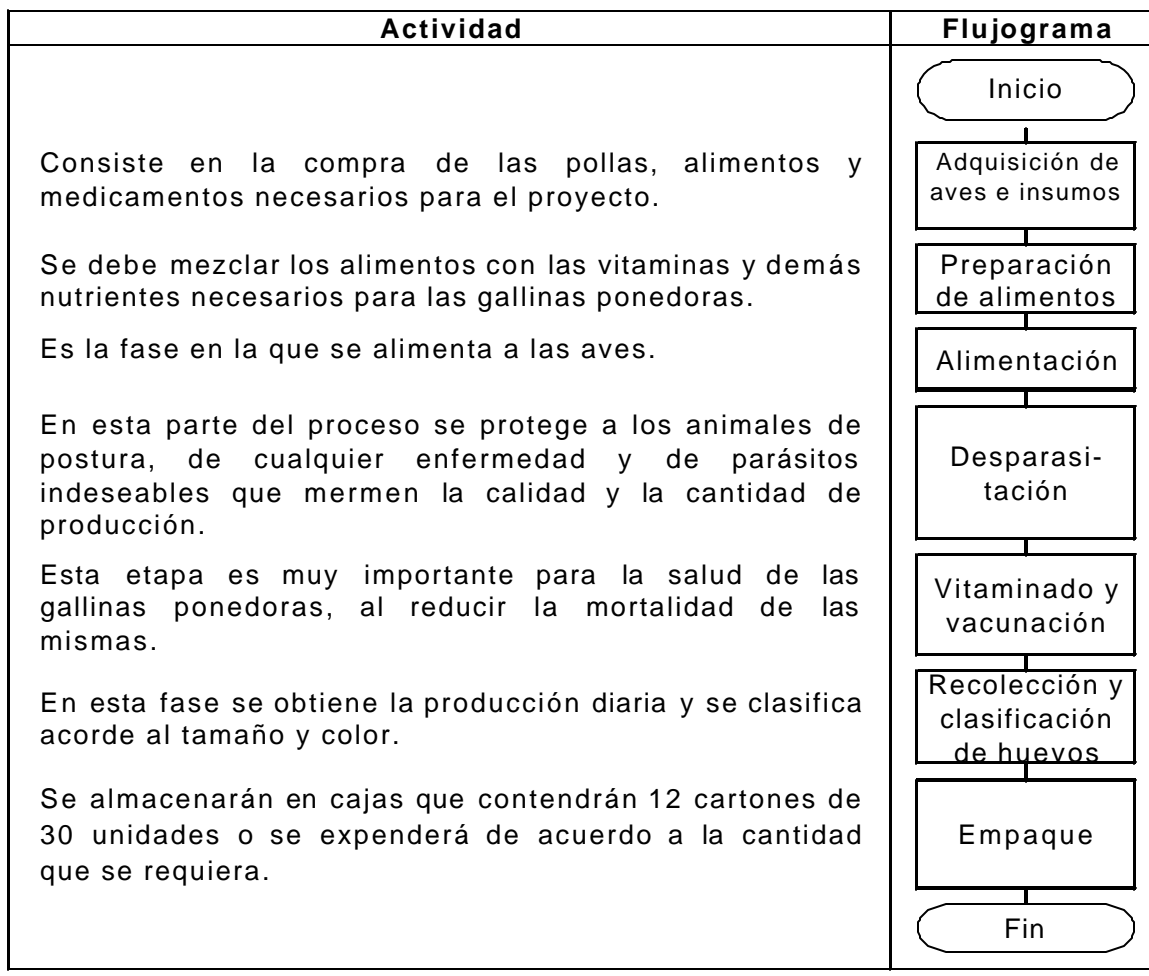 Actividad
Flujograma
Inicio
Consiste en la compra de las pollas, alimentos y
medicamentos necesarios para el proyecto.
Adquisición de
aves e insumos
Se debe mezclar los alimentos con las vitaminas y demás
nutrientes necesarios para las gallinas ponedoras.
Preparación
de alimentos
Es la fase en la que se alimenta a las aves.
Alimentación
En esta parte del proceso se protege a los animales de
postura, de cualquier enfermedad y de parásitos
indeseables que mermen la calidad y la cantidad de
producción.
Desparasi-
tación
Esta etapa es muy importante para la salud de las
gallinas ponedoras, al reducir la mortalidad de las
mismas.
Vitaminado y
vacunación
En esta fase se obtiene la producción diaria y se clasifica
acorde al tamaño y color.
Recolección y
clasificación
de huevos
Se almacenarán en cajas que contendrán 12 cartones de
30 unidades o se expenderá de acuerdo a la cantidad
que se requiera.
Empaque
Fin